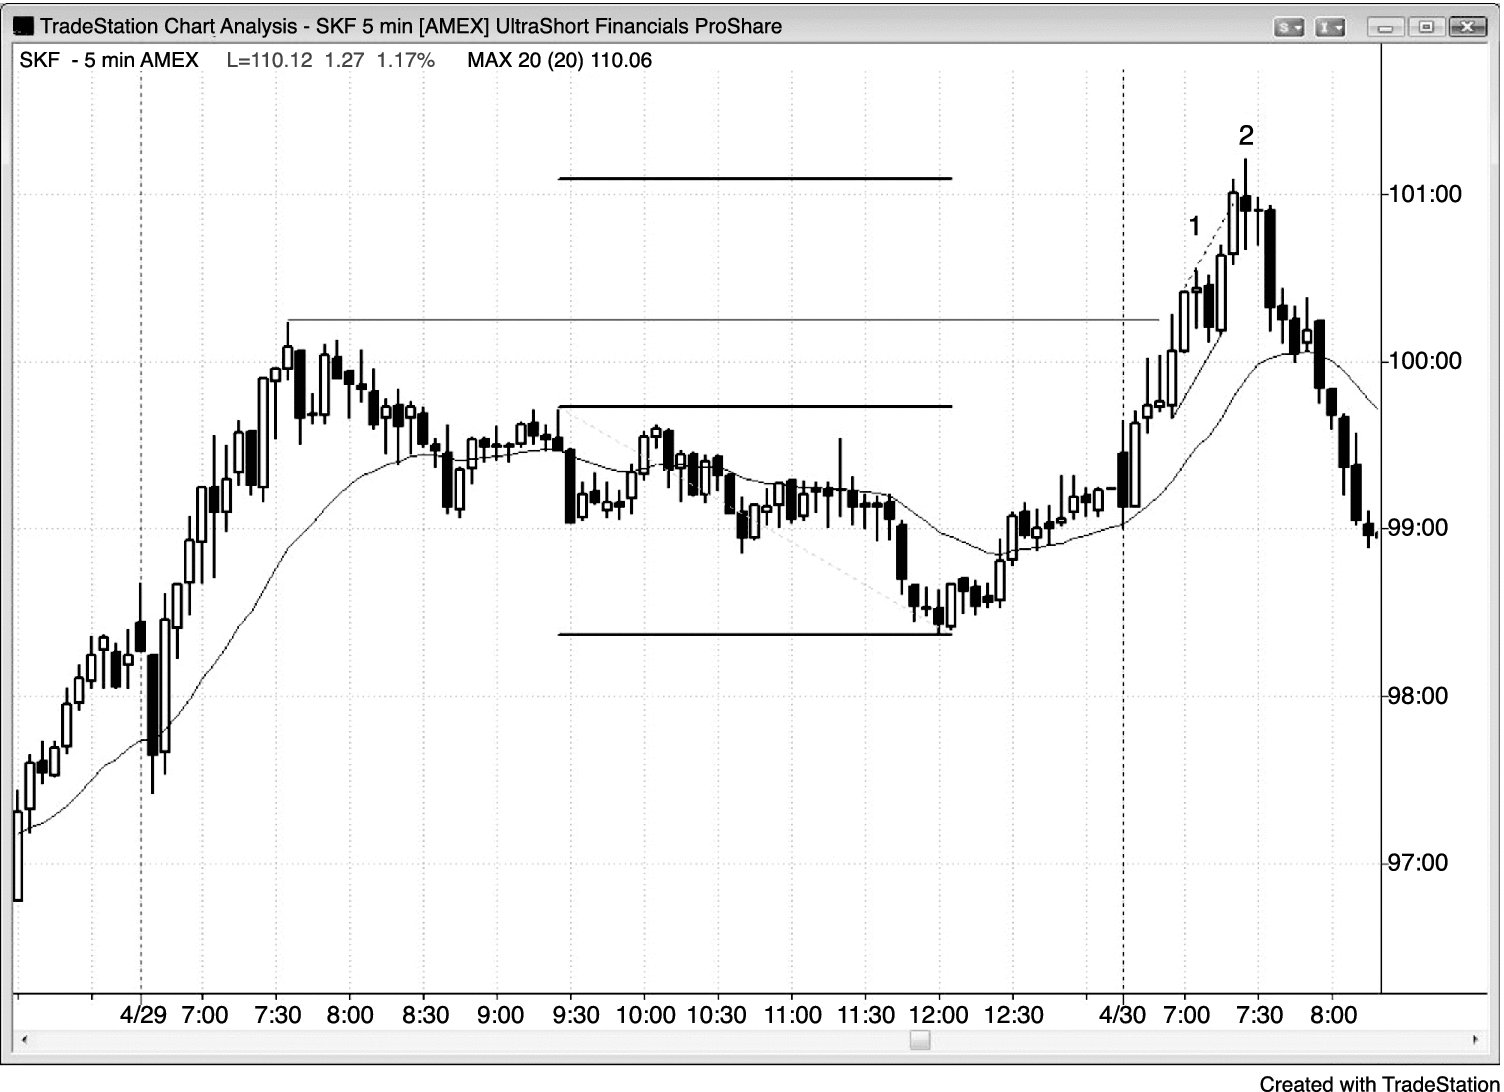 TradeStation Chart Analysis - SKF 5 min [AMEX] UltraShort Financials ProShare
S I
SKF - 5 min AMEX L=110.12 1.27 1.17% MAX 20 (20) 110.06
2
101:00
1
100:00
99:00
98:00
97:00
4/29 7:00 7:30 8:00 8:30 9:00 9:30 10:00 10:30 11:00 11:30 12:00 12:30 4/30 7:00 7:30 8:00
Created with TradeStation